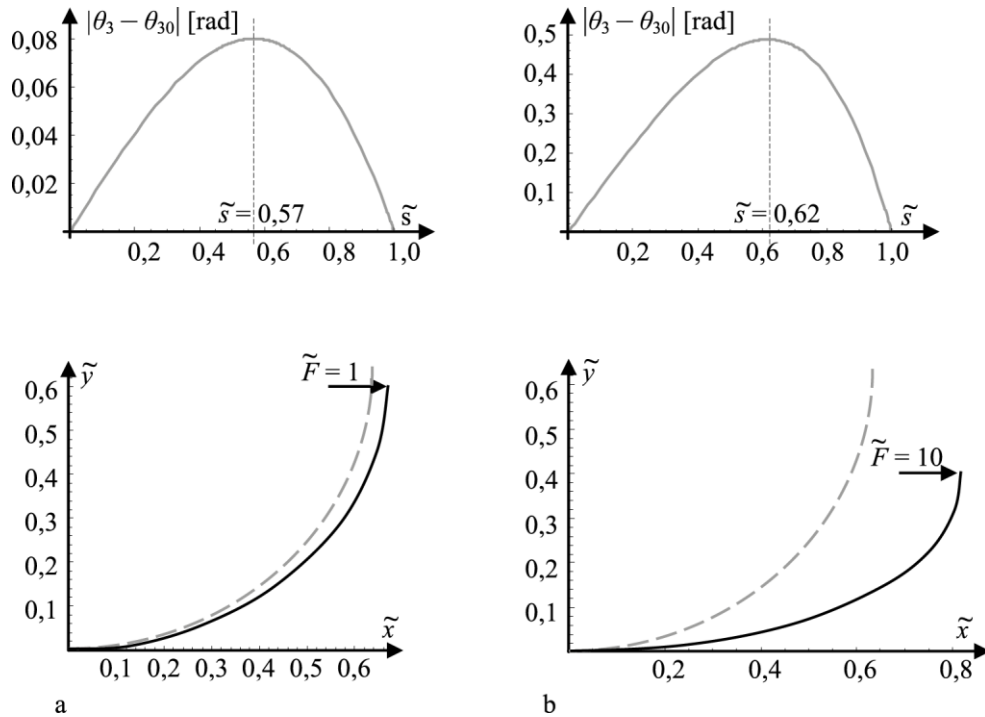 |θ₃ − θ₃₀| [rad]
0,08
0,06
0,04
0,02
s̃ = 0,57
s̃
0,2 0,4 0,6 0,8 1,0
|θ₃ − θ₃₀| [rad]
0,5
0,4
0,3
0,2
0,1
s̃ = 0,62
s̃
0,2 0,4 0,6 0,8 1,0
ỹ
F̃ = 1
0,6
0,5
0,4
0,3
0,2
0,1
x̃
0,1 0,2 0,3 0,4 0,5 0,6
a
ỹ
0,6
0,5
F̃ = 10
0,4
0,3
0,2
0,1
x̃
0,2 0,4 0,6 0,8
b